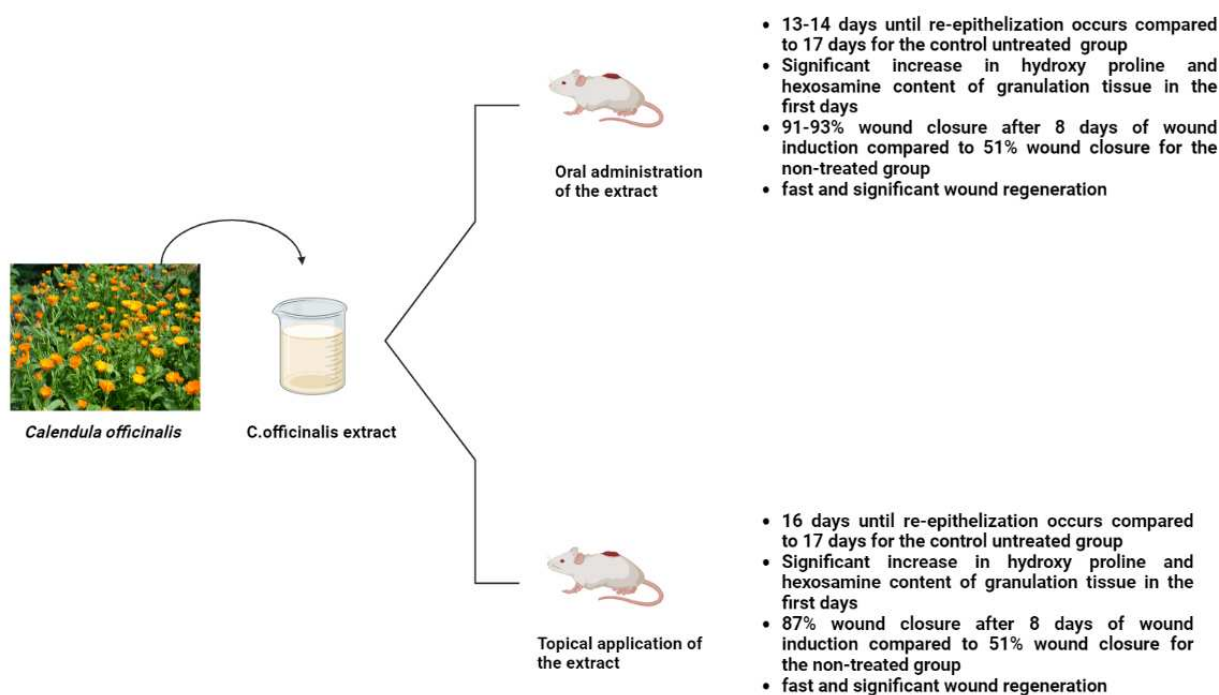 • 13-14 days until re-epithelization occurs compared
to 17 days for the control untreated group
• Significant increase in hydroxy proline and
hexosamine content of granulation tissue in the
first days
• 91-93% wound closure after 8 days of wound
induction compared to 51% wound closure for the
non-treated group
• fast and significant wound regeneration
Oral administration
of the extract
Calendula officinalis
C.officinalis extract
• 16 days until re-epithelization occurs compared
to 17 days for the control untreated group
• Significant increase in hydroxy proline and
hexosamine content of granulation tissue in the
first days
• 87% wound closure after 8 days of wound
induction compared to 51% wound closure for
the non-treated group
• fast and significant wound regeneration
Topical application of
the extract